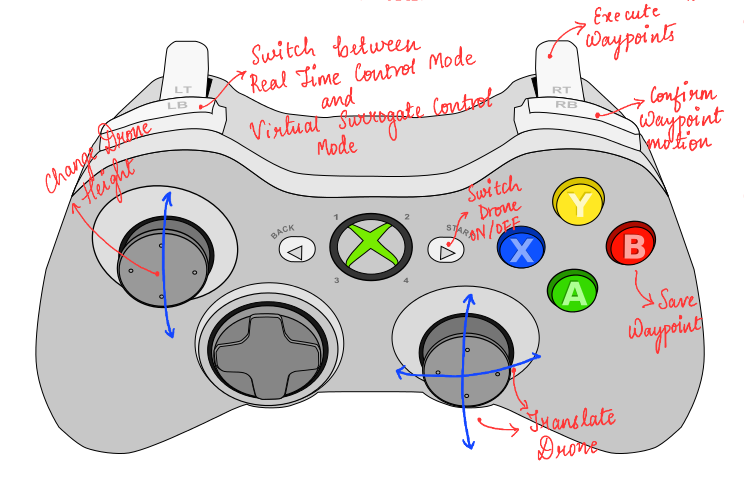 Execute
Waypoints
Switch between
Real Time Control Mode
and
Virtual Surrogate Control
Mode
LT
LB
RT
RB
Confirm
Waypoint
motion
Change Drone
Height
Switch
Drone
ON/OFF
BACK
START
1
2
3
4
Y
X
B
A
Save
Waypoint
Translate
Drone